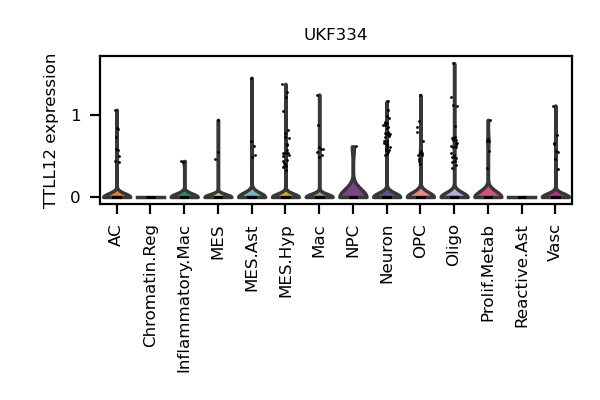 UKF334
TTLL12 expression
1
0
AC
Chromatin.Reg
Inflammatory.Mac
MES
MES.Ast
MES.Hyp
Mac
NPC
Neuron
OPC
Oligo
Prolif.Metab
Reactive.Ast
Vasc